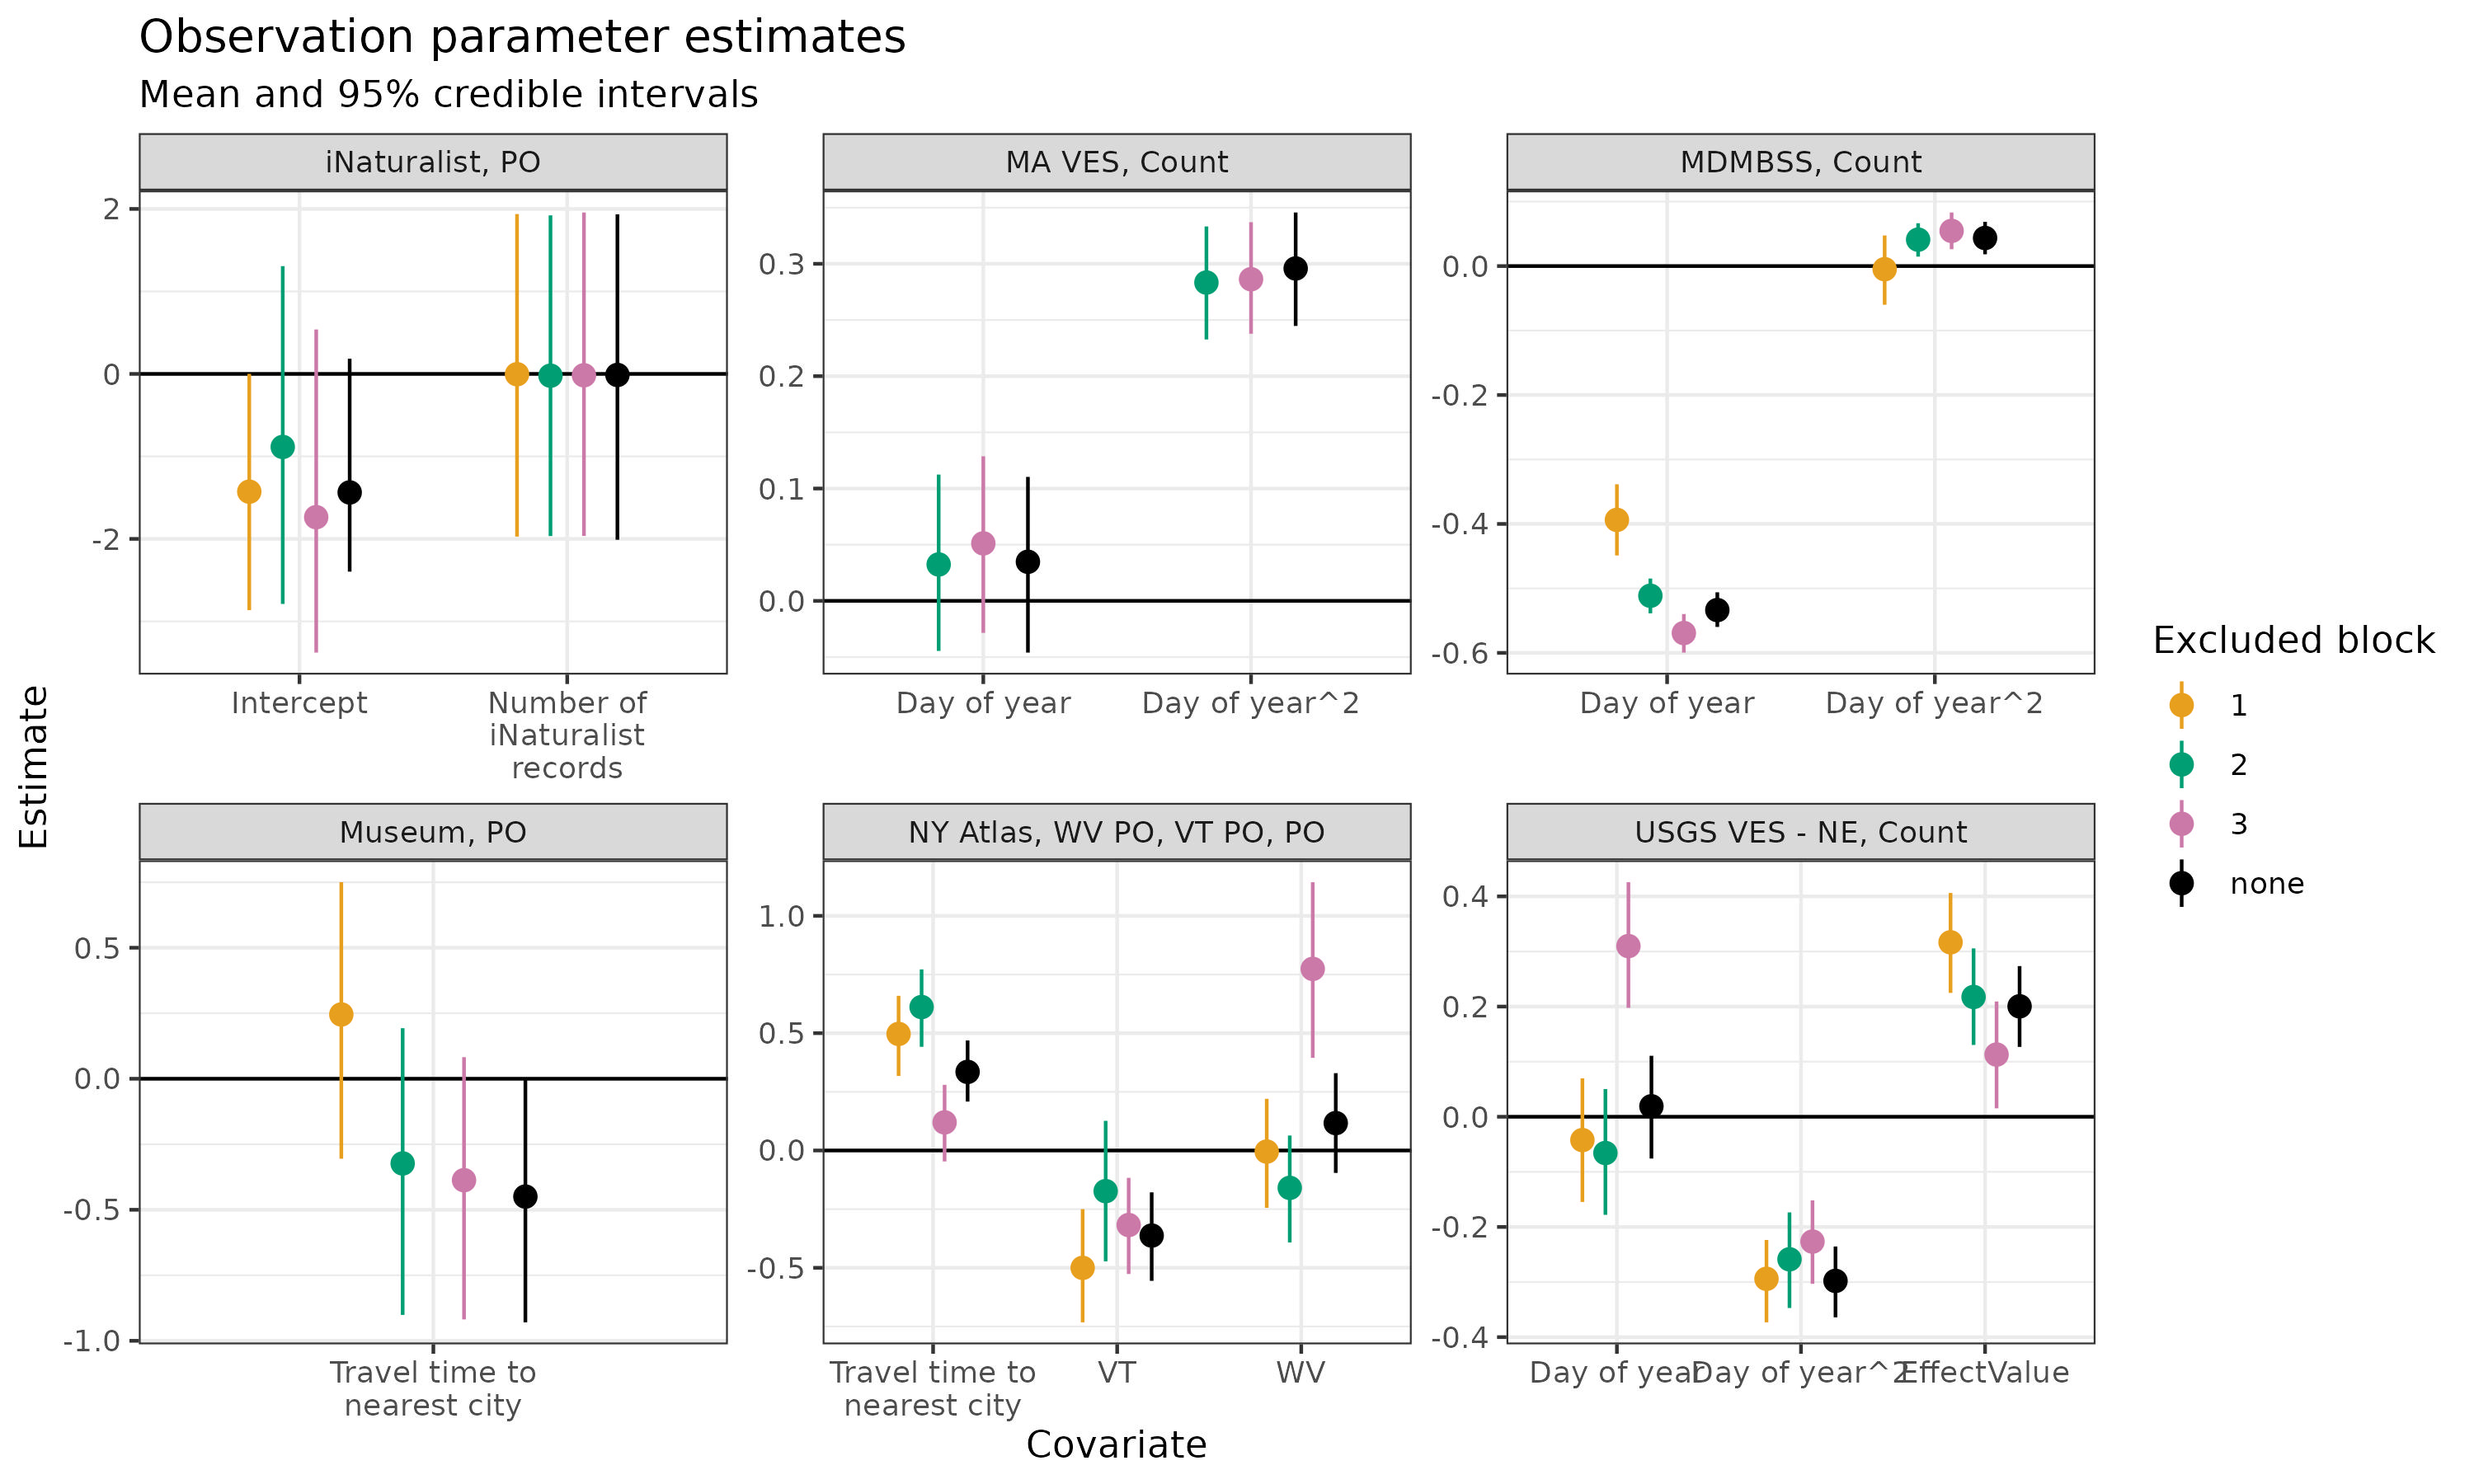 Observation parameter estimates
Mean and 95% credible intervals
iNaturalist, PO
MA VES, Count
MDMBSS, Count
2
0
-2
0.3
0.2
0.1
0.0
0.0
-0.2
-0.4
-0.6
Intercept
Number of
iNaturalist
records
Day of year
Day of year^2
Day of year
Day of year^2
Estimate
Museum, PO
NY Atlas, WV PO, VT PO, PO
USGS VES - NE, Count
0.5
0.0
-0.5
-1.0
1.0
0.5
0.0
-0.5
0.4
0.2
0.0
-0.2
-0.4
Travel time to
nearest city
Travel time to
nearest city
VT
WV
Day of year
Day of year^2
EffectValue
Covariate
Excluded block
1
2
3
none